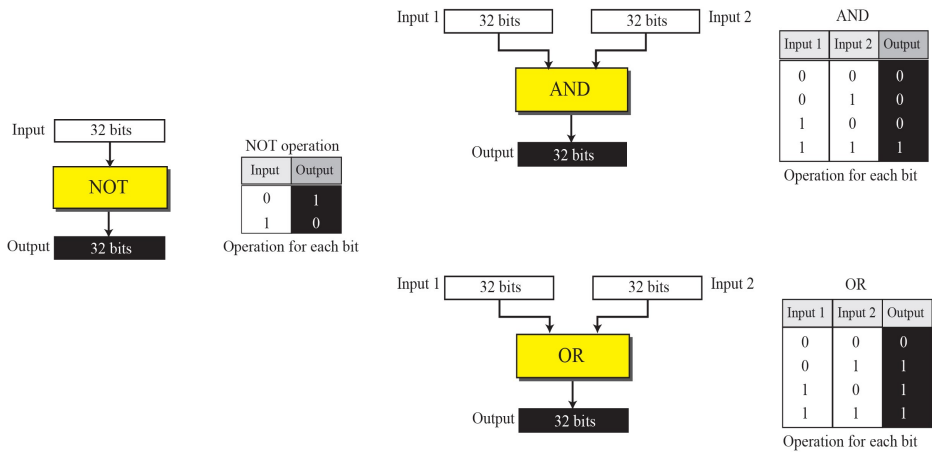 Input
32 bits
NOT
Output
32 bits
NOT operation
Input Output
0 1
1 0
Operation for each bit
Input 1
32 bits
32 bits
Input 2
AND
Output
32 bits
AND
Input 1 Input 2 Output
0 0 0
0 1 0
1 0 0
1 1 1
Operation for each bit
Input 1
32 bits
32 bits
Input 2
OR
Output
32 bits
OR
Input 1 Input 2 Output
0 0 0
0 1 1
1 0 1
1 1 1
Operation for each bit